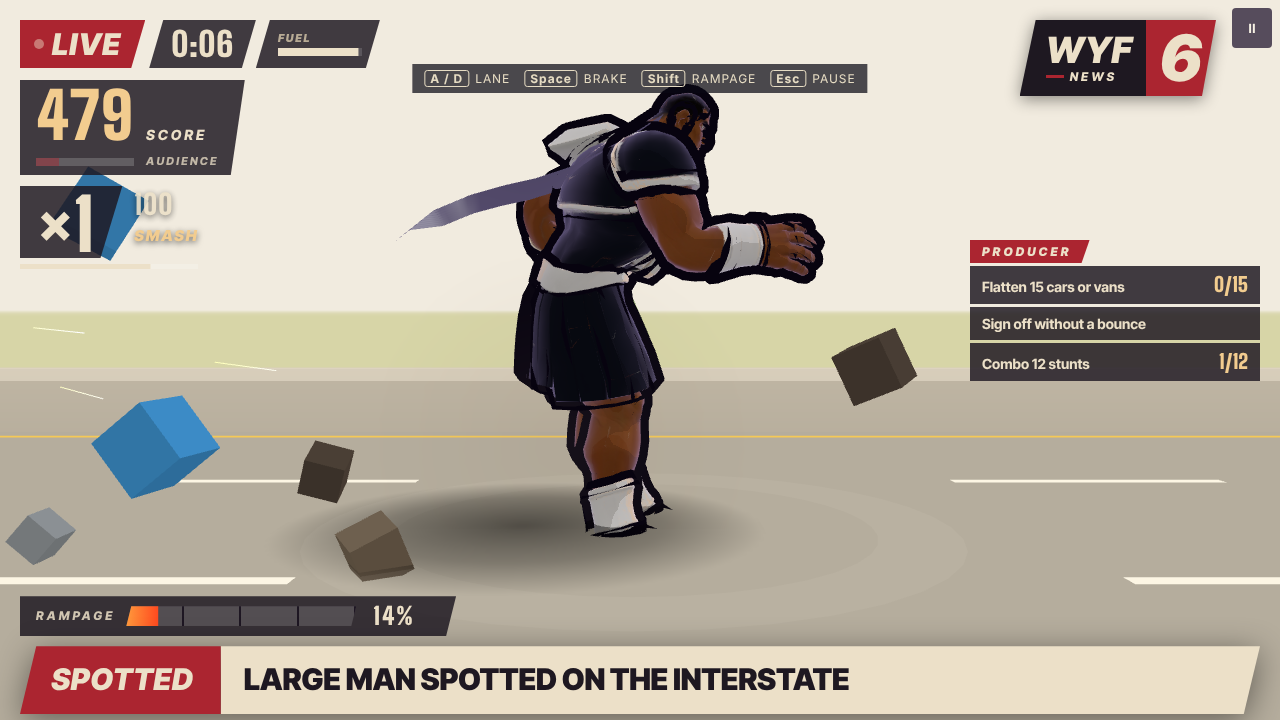 LIVE
0:06
FUEL
WYF
NEWS
6
A / D LANE Space BRAKE Shift RAMPAGE Esc PAUSE
479 SCORE
AUDIENCE
×1
100
SMASH
PRODUCER
Flatten 15 cars or vans 0/15
Sign off without a bounce
Combo 12 stunts 1/12
RAMPAGE 14%
SPOTTED
LARGE MAN SPOTTED ON THE INTERSTATE